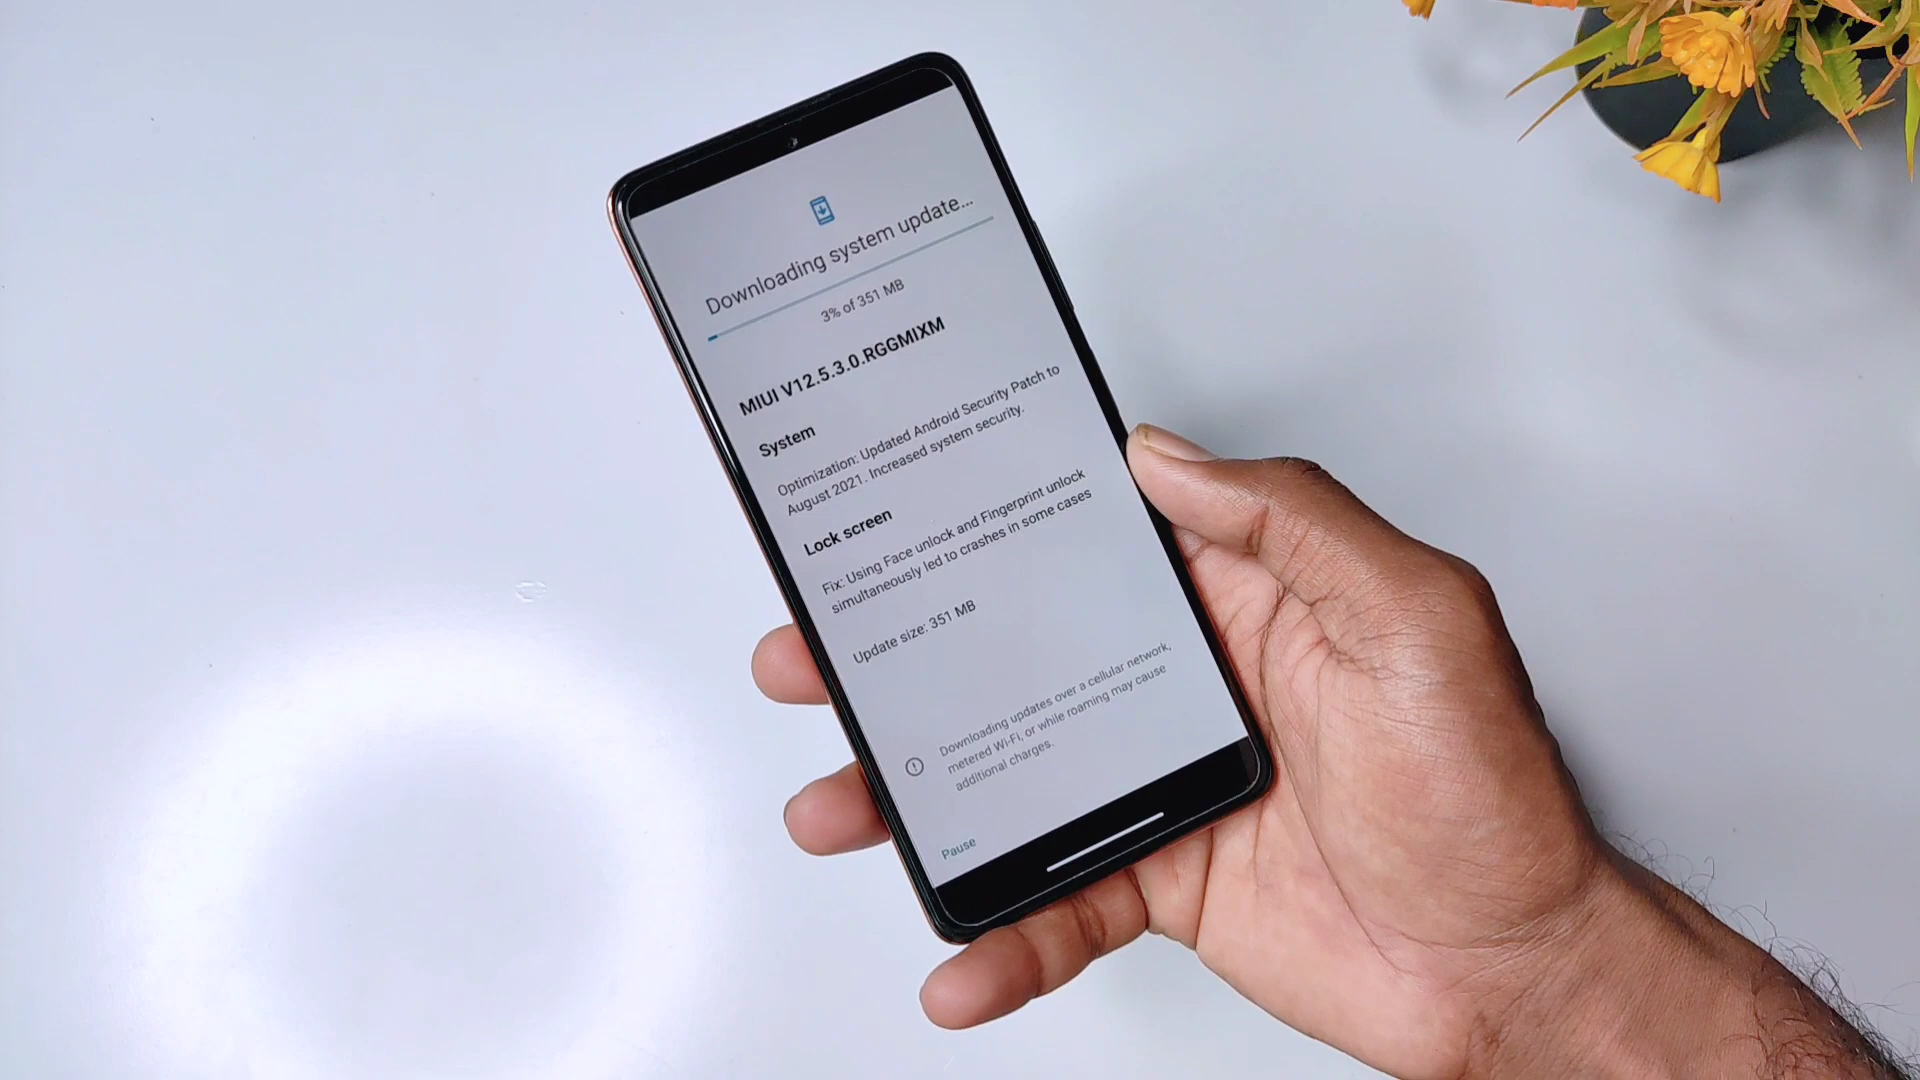 Downloading system update...
3% of 351 MB
MIUI V12.5.3.0.RGGMIXM
System
Optimization: Updated Android Security Patch to
August 2021. Increased system security.
Lock screen
Fix: Using Face unlock and Fingerprint unlock
simultaneously led to crashes in some cases
Update size: 351 MB
Downloading updates over a cellular network,
metered Wi-Fi, or while roaming may cause
additional charges.
Pause